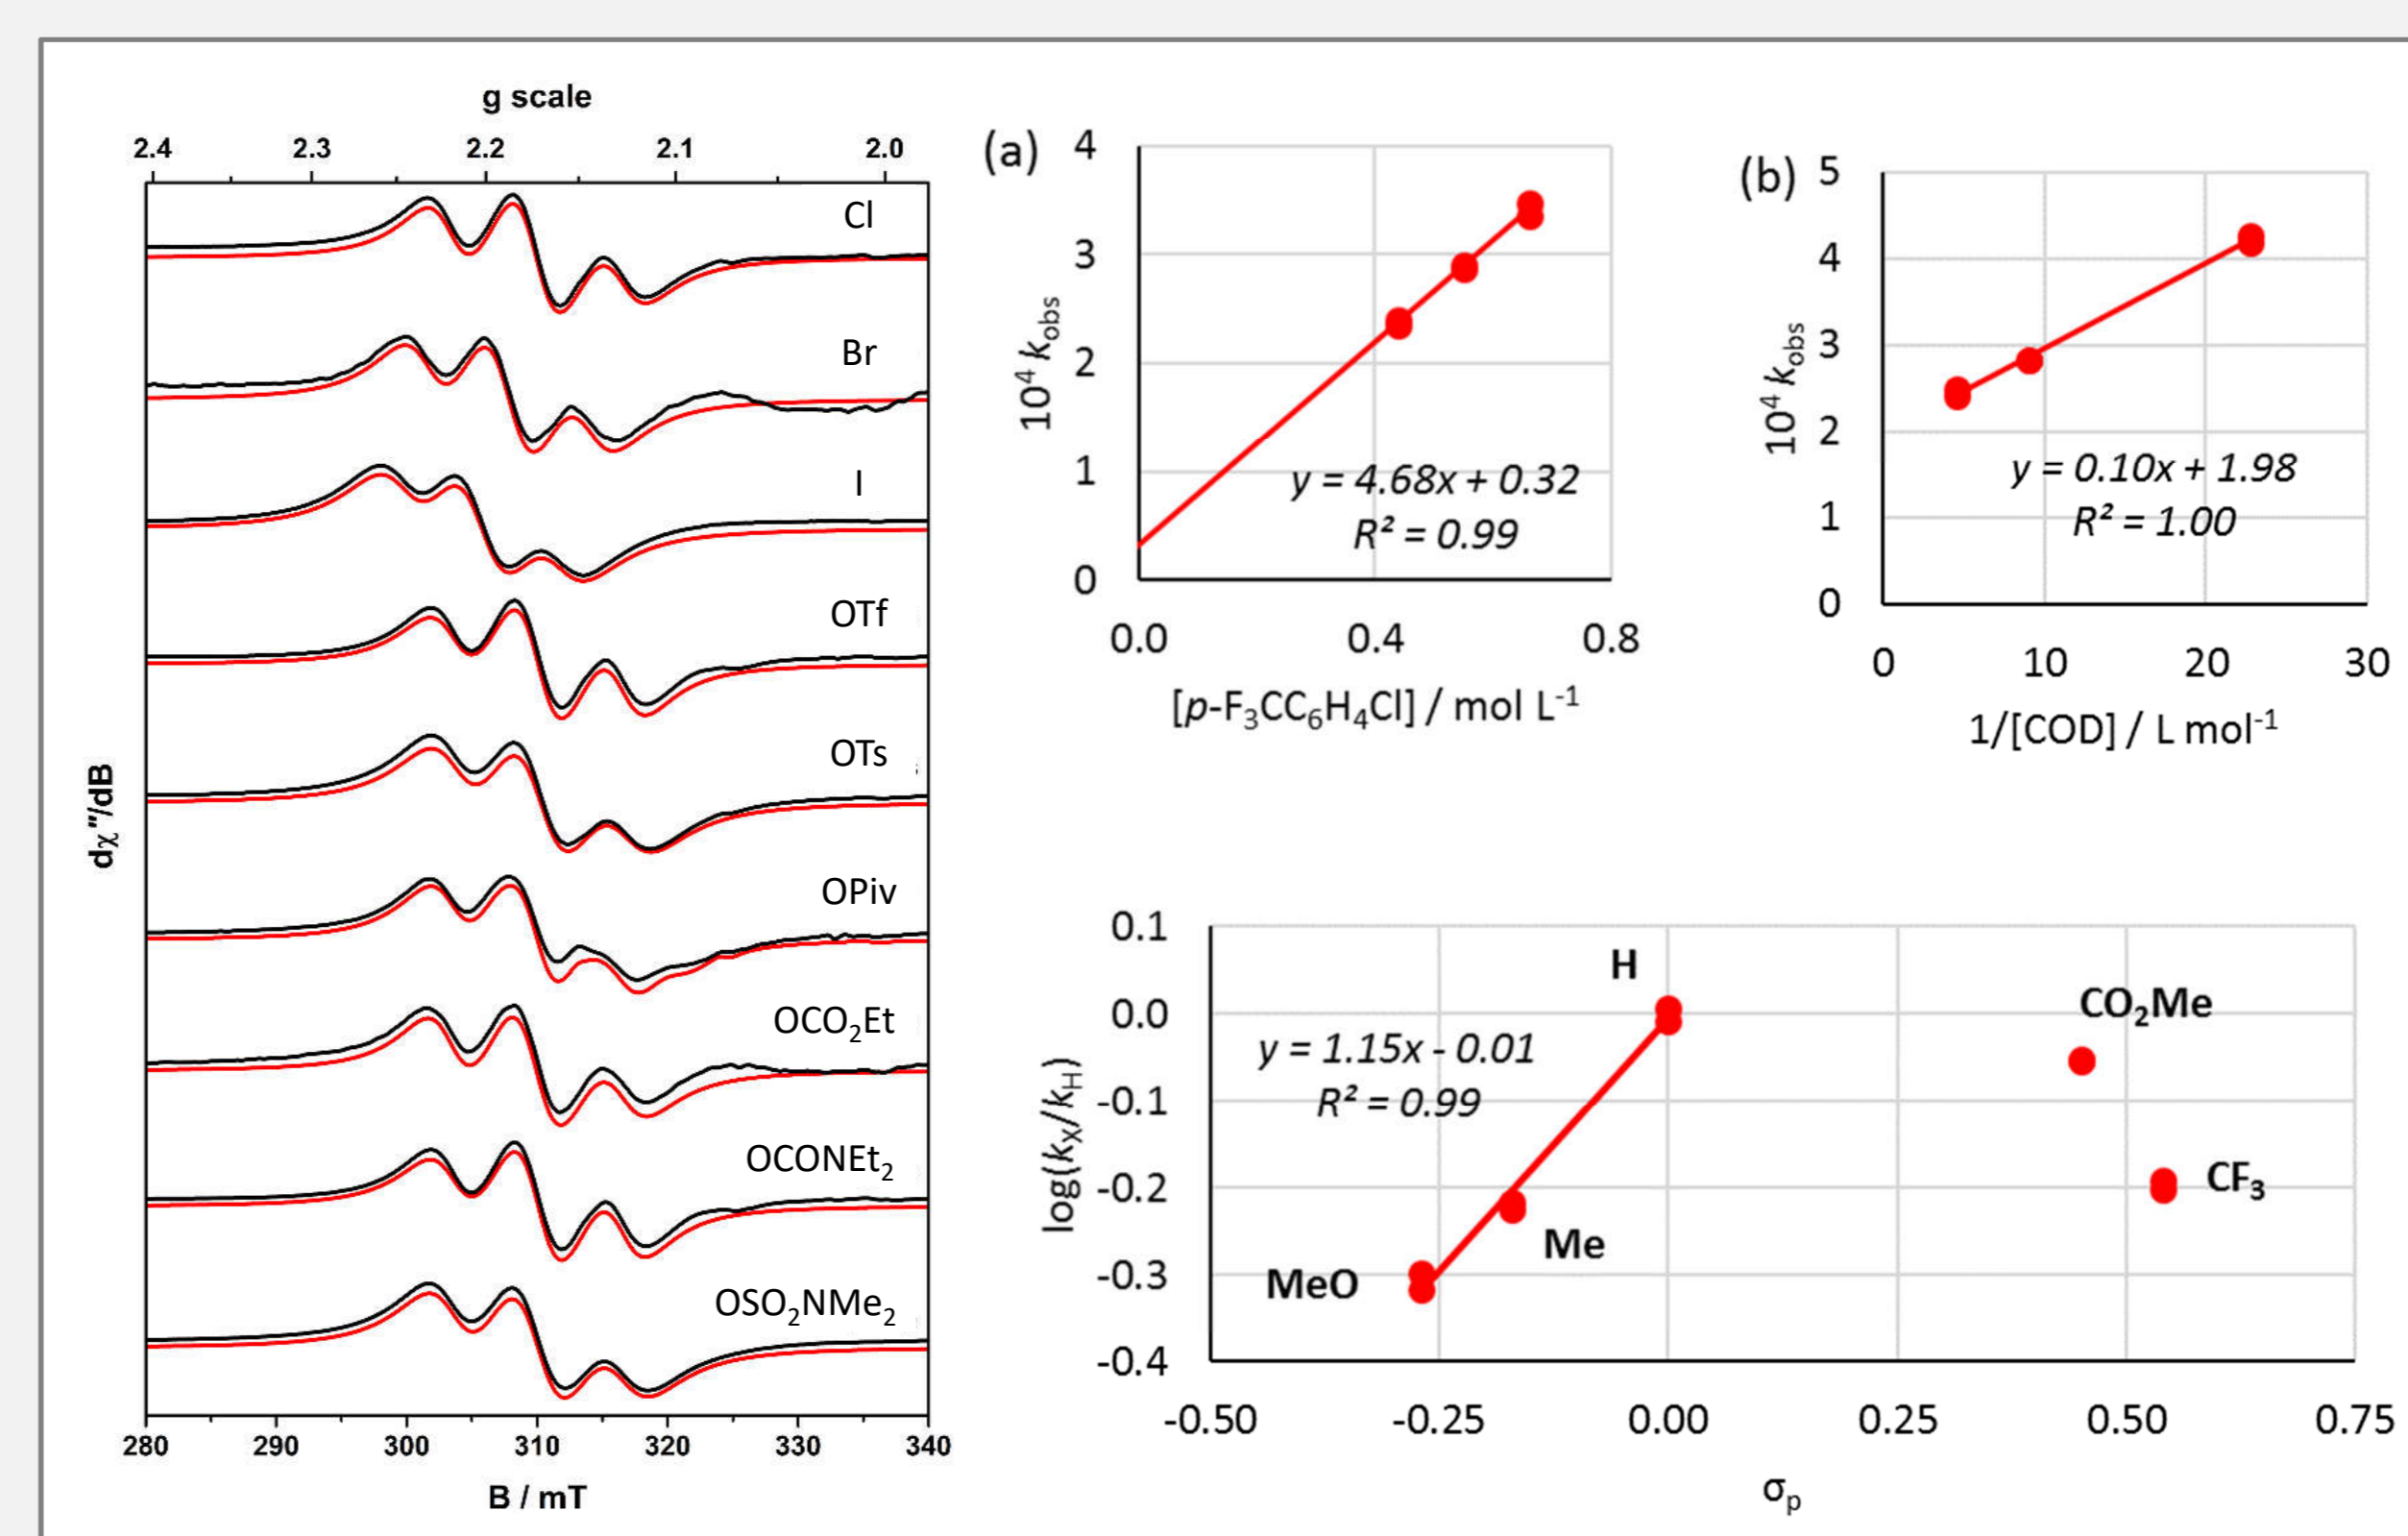 g scale
2.4 2.3 2.2 2.1 2.0
Cl
Br
I
OTf
OTs
OPiv
OCO₂Et
OCONEt₂
OSO₂NMe₂
dχ"/dB
280 290 300 310 320 330 340
B / mT
(a)
4
3
2
1
0
10⁴ k_obs
y = 4.68x + 0.32
R² = 0.99
0.0 0.4 0.8
[p-F₃CC₆H₄Cl] / mol L⁻¹
(b)
5
4
3
2
1
0
10⁴ k_obs
y = 0.10x + 1.98
R² = 1.00
0 10 20 30
1/[COD] / L mol⁻¹
0.1
0.0
-0.1
-0.2
-0.3
-0.4
log(k_X/k_H)
y = 1.15x - 0.01
R² = 0.99
H
CO₂Me
CF₃
Me
MeO
-0.50 -0.25 0.00 0.25 0.50 0.75
σₚ